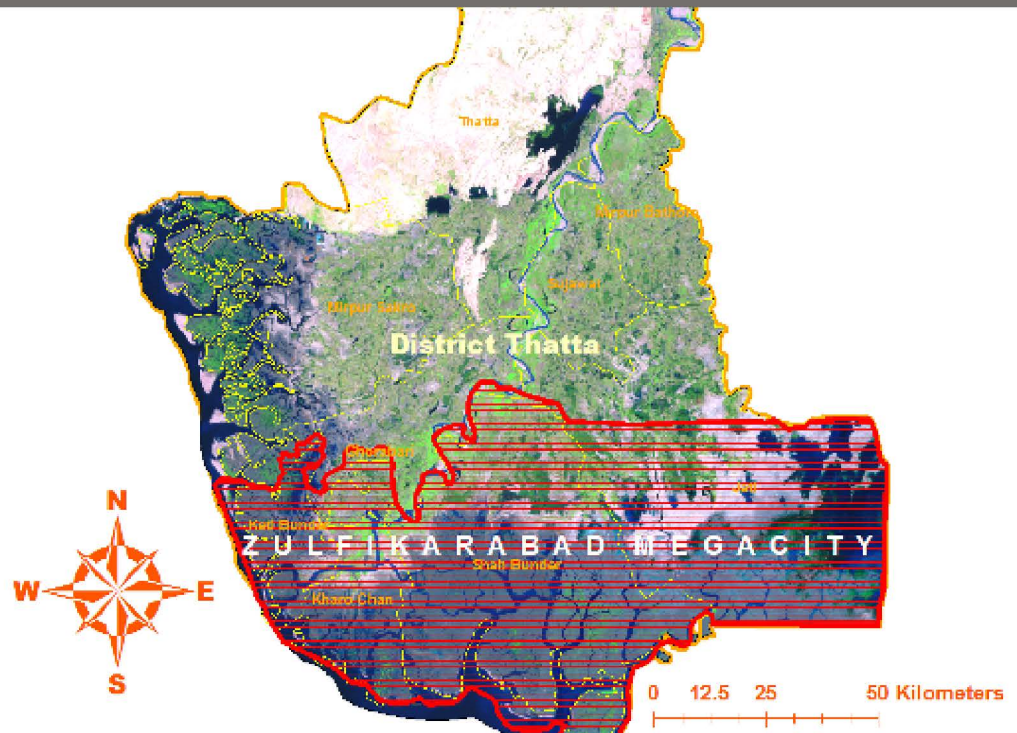 Thatta
Mirpur Bathoro
Sujawal
Mirpur Sakro
District Thatta
Ghorabari
Jati
Keti Bunder
ZULFIKARABAD MEGACITY
Shah Bunder
Kharo Chan
N
W
E
S
0 12.5 25 50 Kilometers